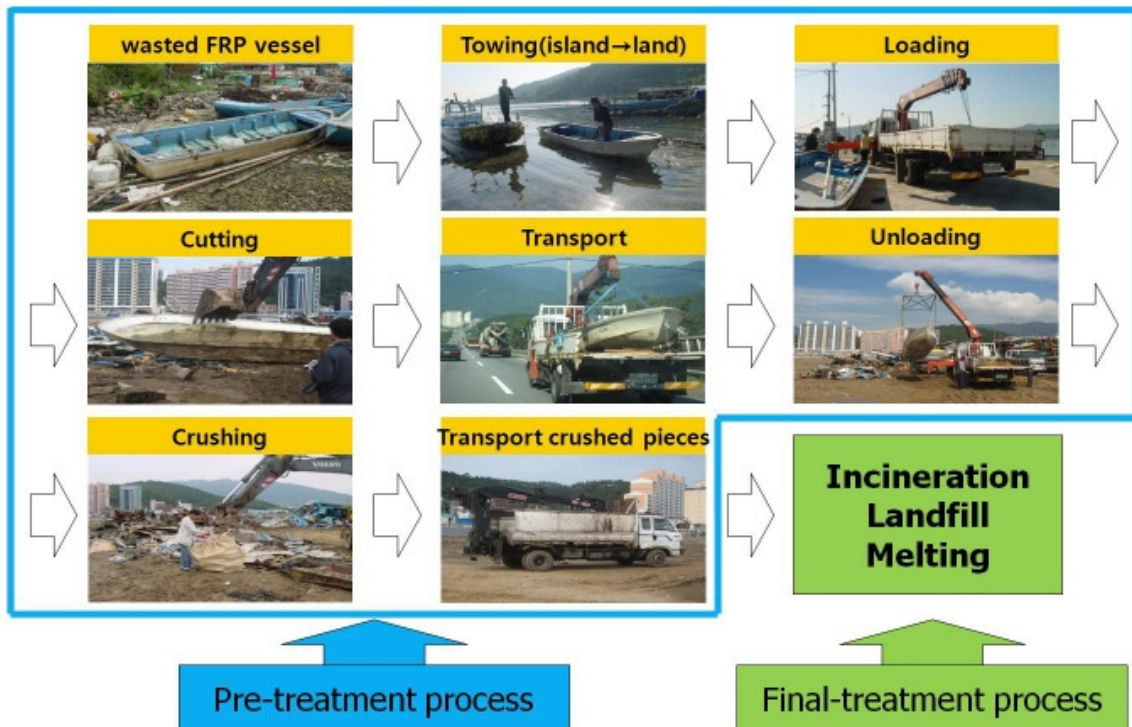 wasted FRP vessel
Towing(island→land)
Loading
Cutting
Transport
Unloading
Crushing
Transport crushed pieces
VOLVO
Incineration
Landfill
Melting
Pre-treatment process
Final-treatment process